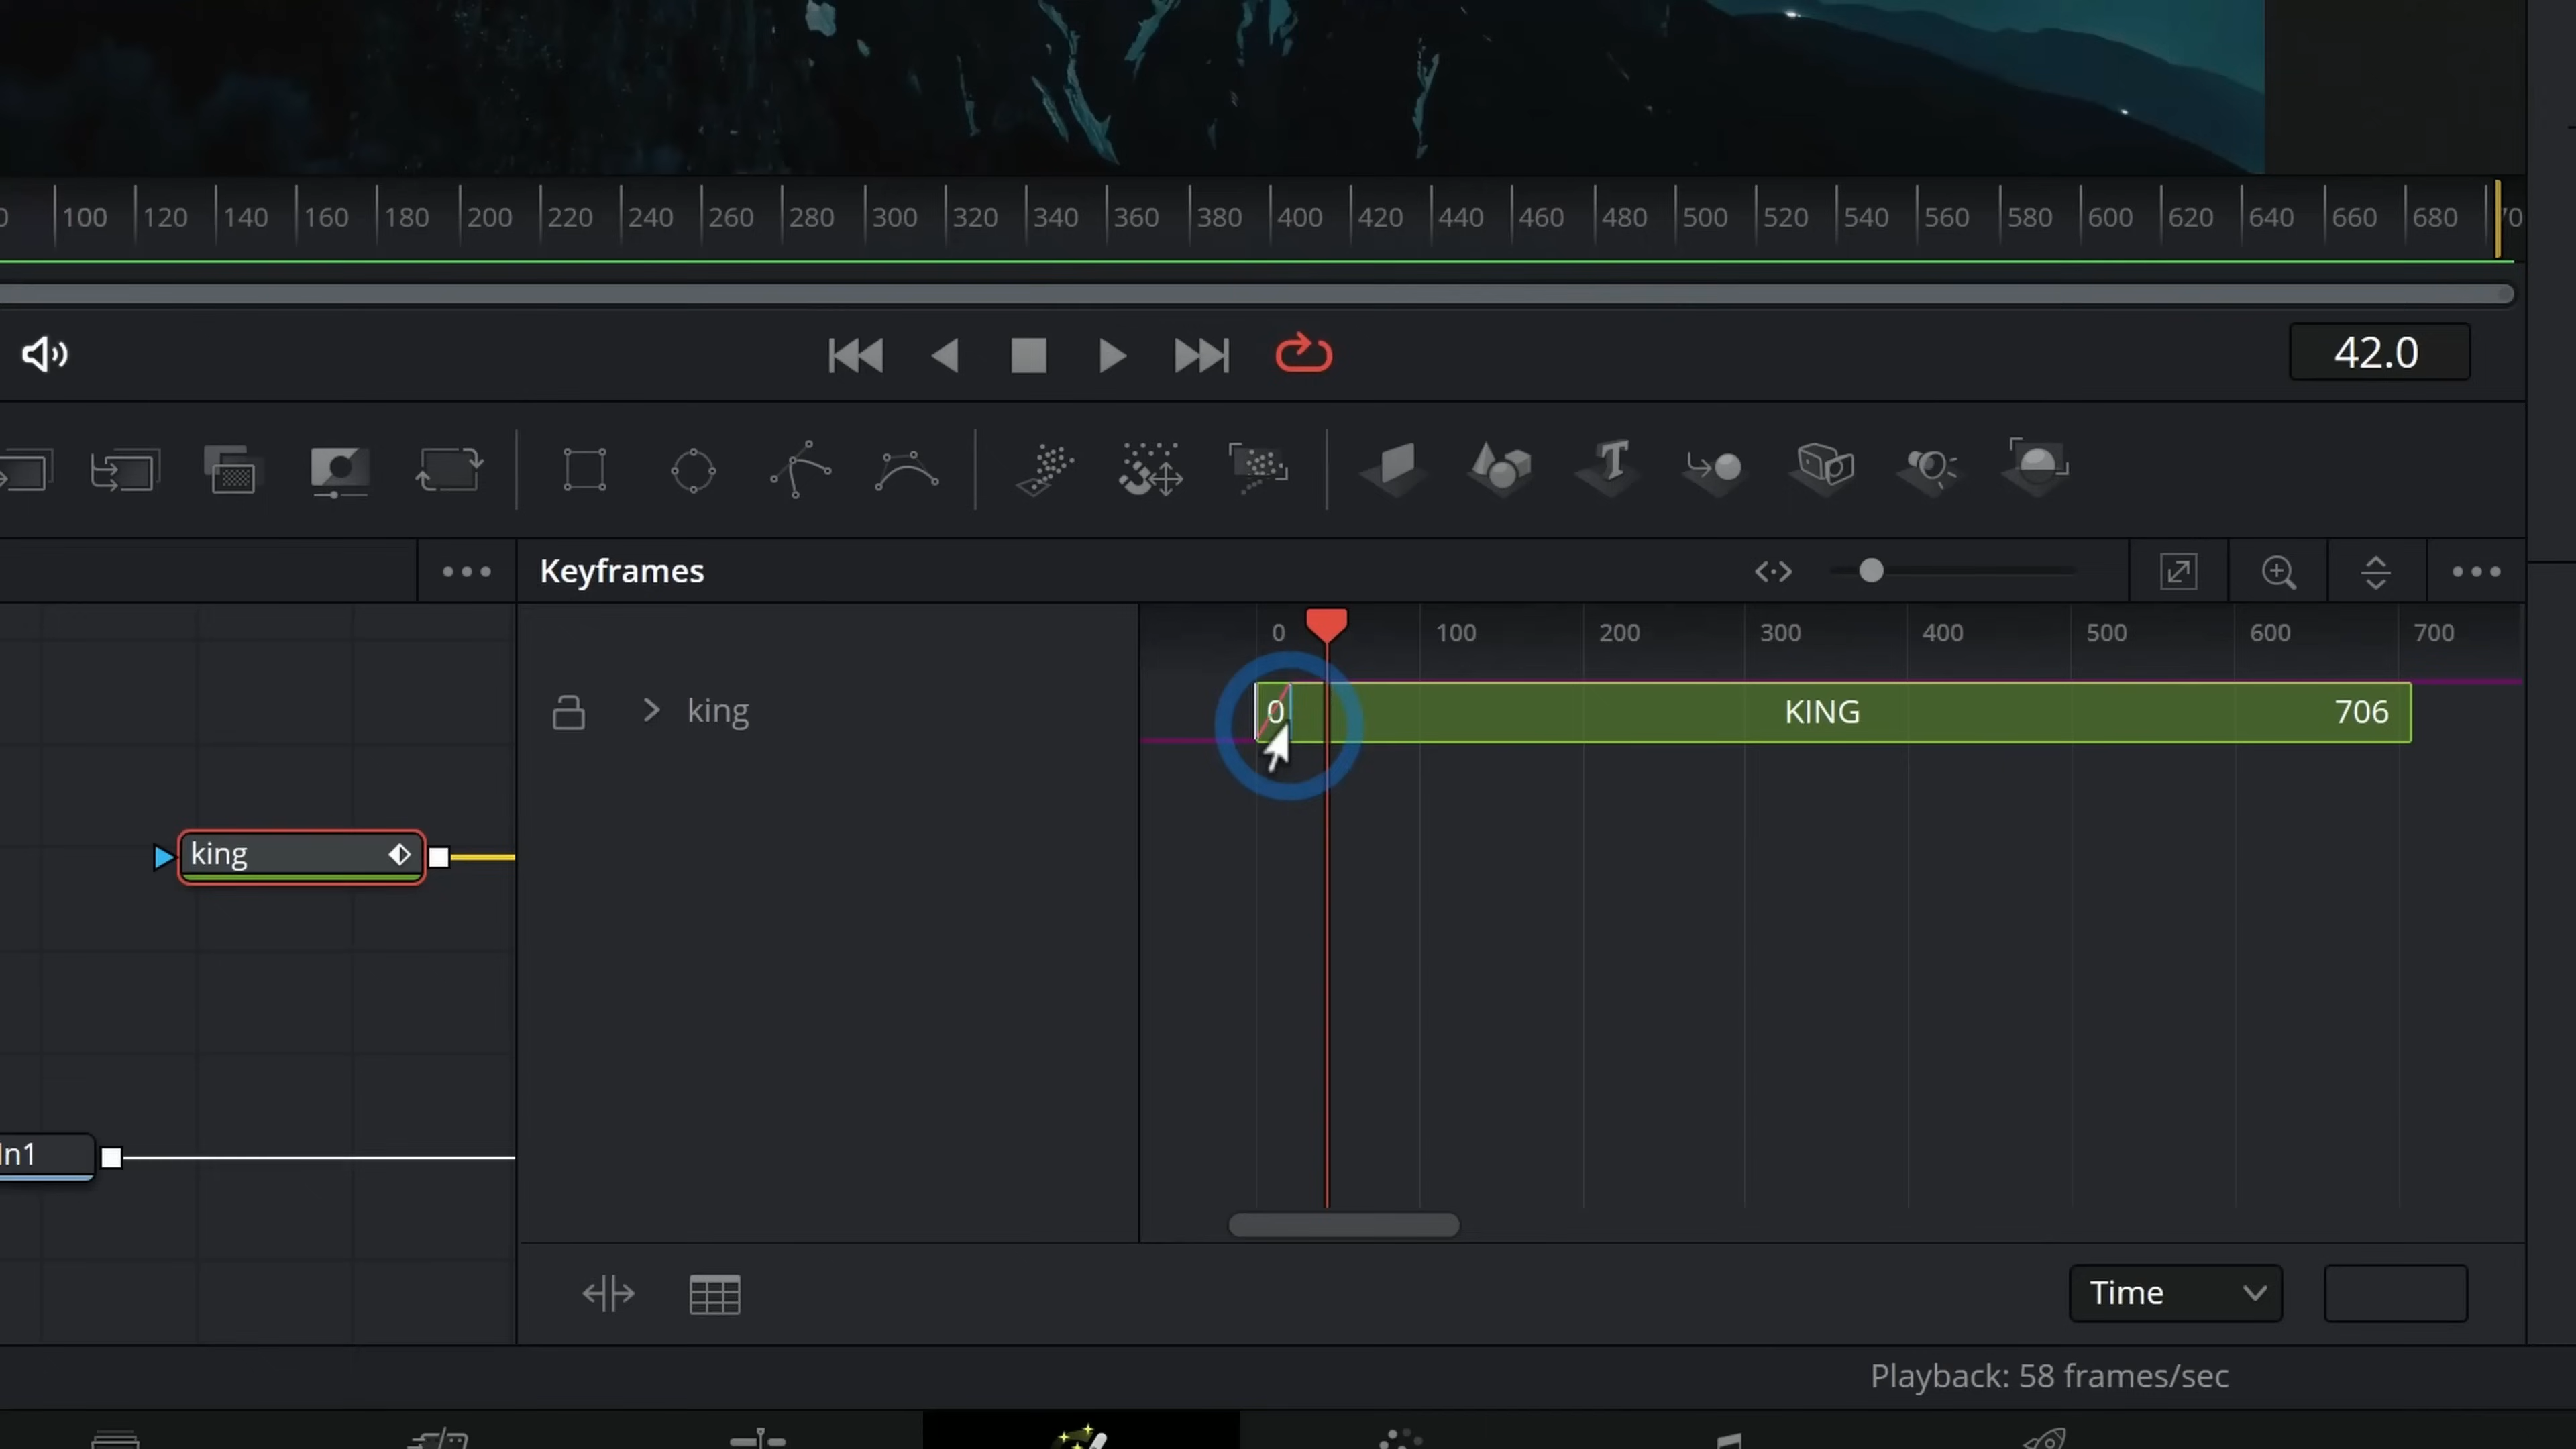 100 120 140 160 180 200 220 240 260 280 300 320 340 360 380 400 420 440 460 480 500 520 540 560 580 600 620 640 660 680
42.0
Keyframes
0 100 200 300 400 500 600 700
king
0 KING 706
king
In1
Time
Playback: 58 frames/sec